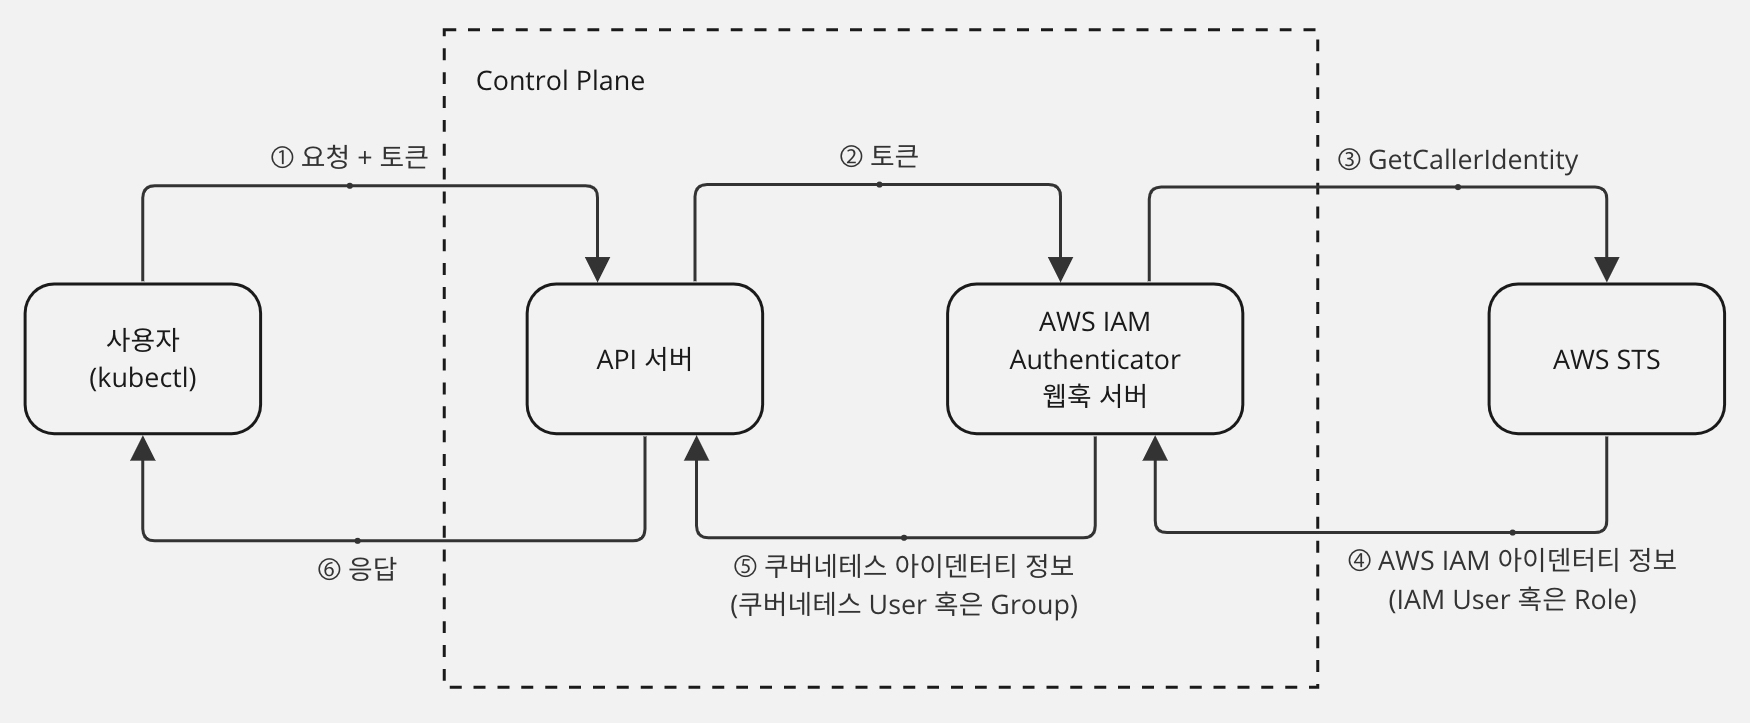 Control Plane
① 요청 + 토큰
② 토큰
③ GetCallerIdentity
사용자
(kubectl)
API 서버
AWS IAM
Authenticator
웹훅 서버
AWS STS
⑥ 응답
⑤ 쿠버네테스 아이덴터티 정보
(쿠버네테스 User 혹은 Group)
④ AWS IAM 아이덴터티 정보
(IAM User 혹은 Role)